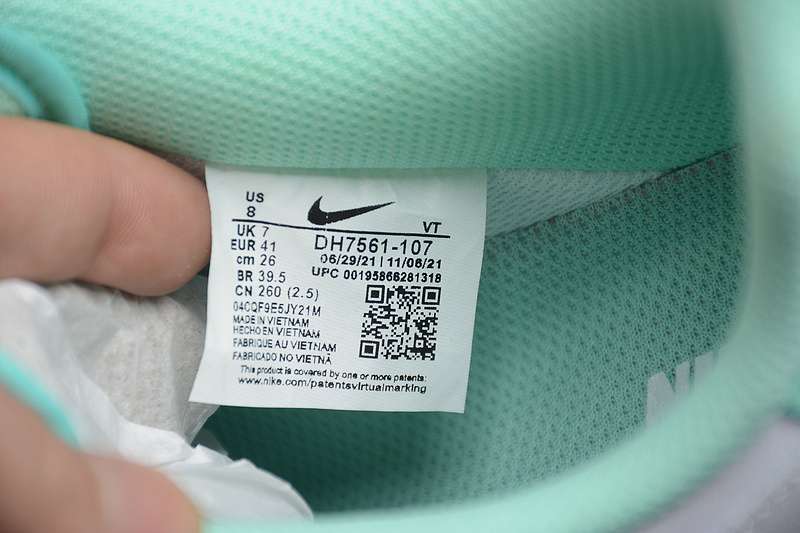 US
8
VT
UK 7
EUR 41
cm 26
BR 39.5
CN 260 (2.5)
DH7561-107
06/29/21 | 11/06/21
UPC 00195866281318
04CQF9E5JY21M
MADE IN VIETNAM
HECHO EN VIETNAM
FABRIQUE AU VIETNAM
FABRICADO NO VIETNÃ
This product is covered by one or more patents:
www.nike.com/patentsvirtualmarking